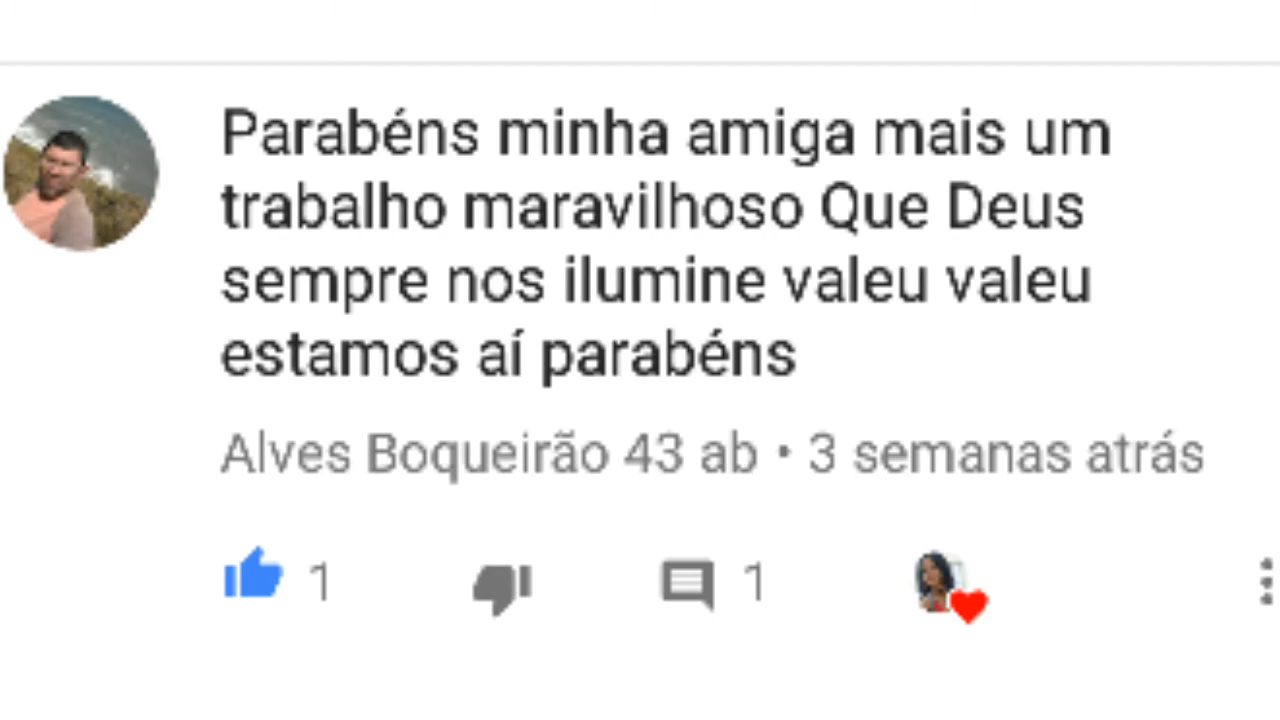 Parabéns minha amiga mais um
trabalho maravilhoso Que Deus
sempre nos ilumine valeu valeu
estamos aí parabéns
Alves Boqueirão 43 ab • 3 semanas atrás
1 1